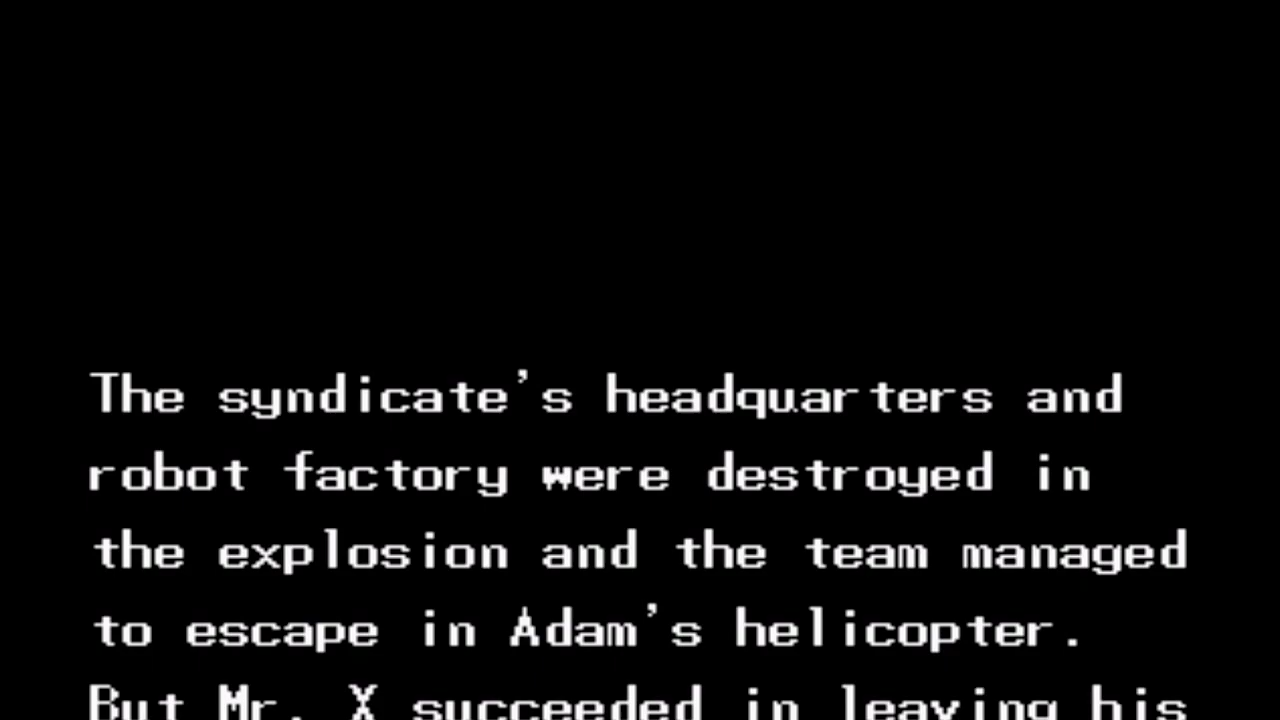 The syndicate's headquarters and
robot factory were destroyed in
the explosion and the team managed
to escape in Adam's helicopter.
But Mr. X succeeded in leaving his